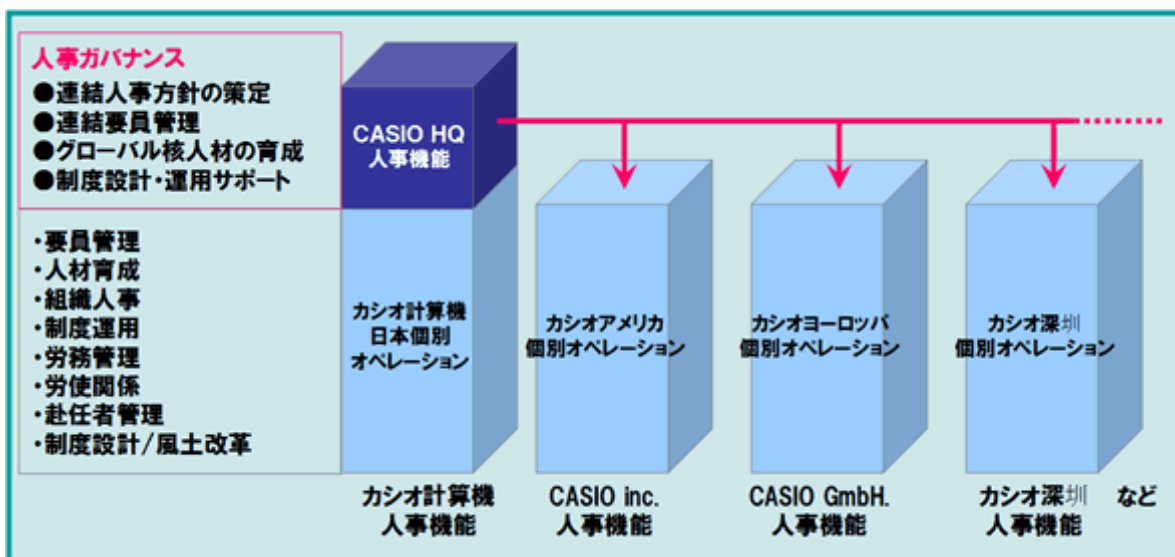 人事ガバナンス
●連結人事方針の策定
●連結要員管理
●グローバル核人材の育成
●制度設計・運用サポート
・要員管理
・人材育成
・組織人事
・制度運用
・労務管理
・労使関係
・赴任者管理
・制度設計/風土改革
CASIO HQ
人事機能
カシオ計算機
日本個別
オペレーション
カシオアメリカ
個別オペレーション
カシオヨーロッパ
個別オペレーション
カシオ深圳
個別オペレーション
カシオ計算機
人事機能
CASIO inc.
人事機能
CASIO GmbH.
人事機能
カシオ深圳 など
人事機能